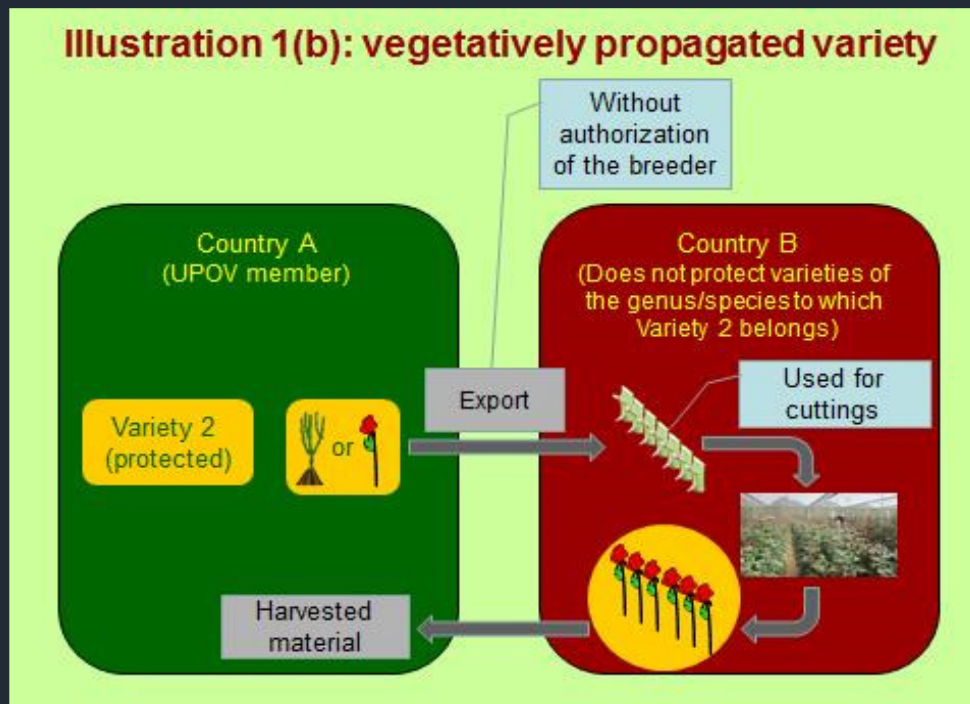 Illustration 1(b): vegetatively propagated variety
Without
authorization
of the breeder
Country A
(UPOV member)
Country B
(Does not protect varieties of
the genus/species to which
Variety 2 belongs)
Export
Used for
cuttings
Variety 2
(protected)
or
Harvested
material